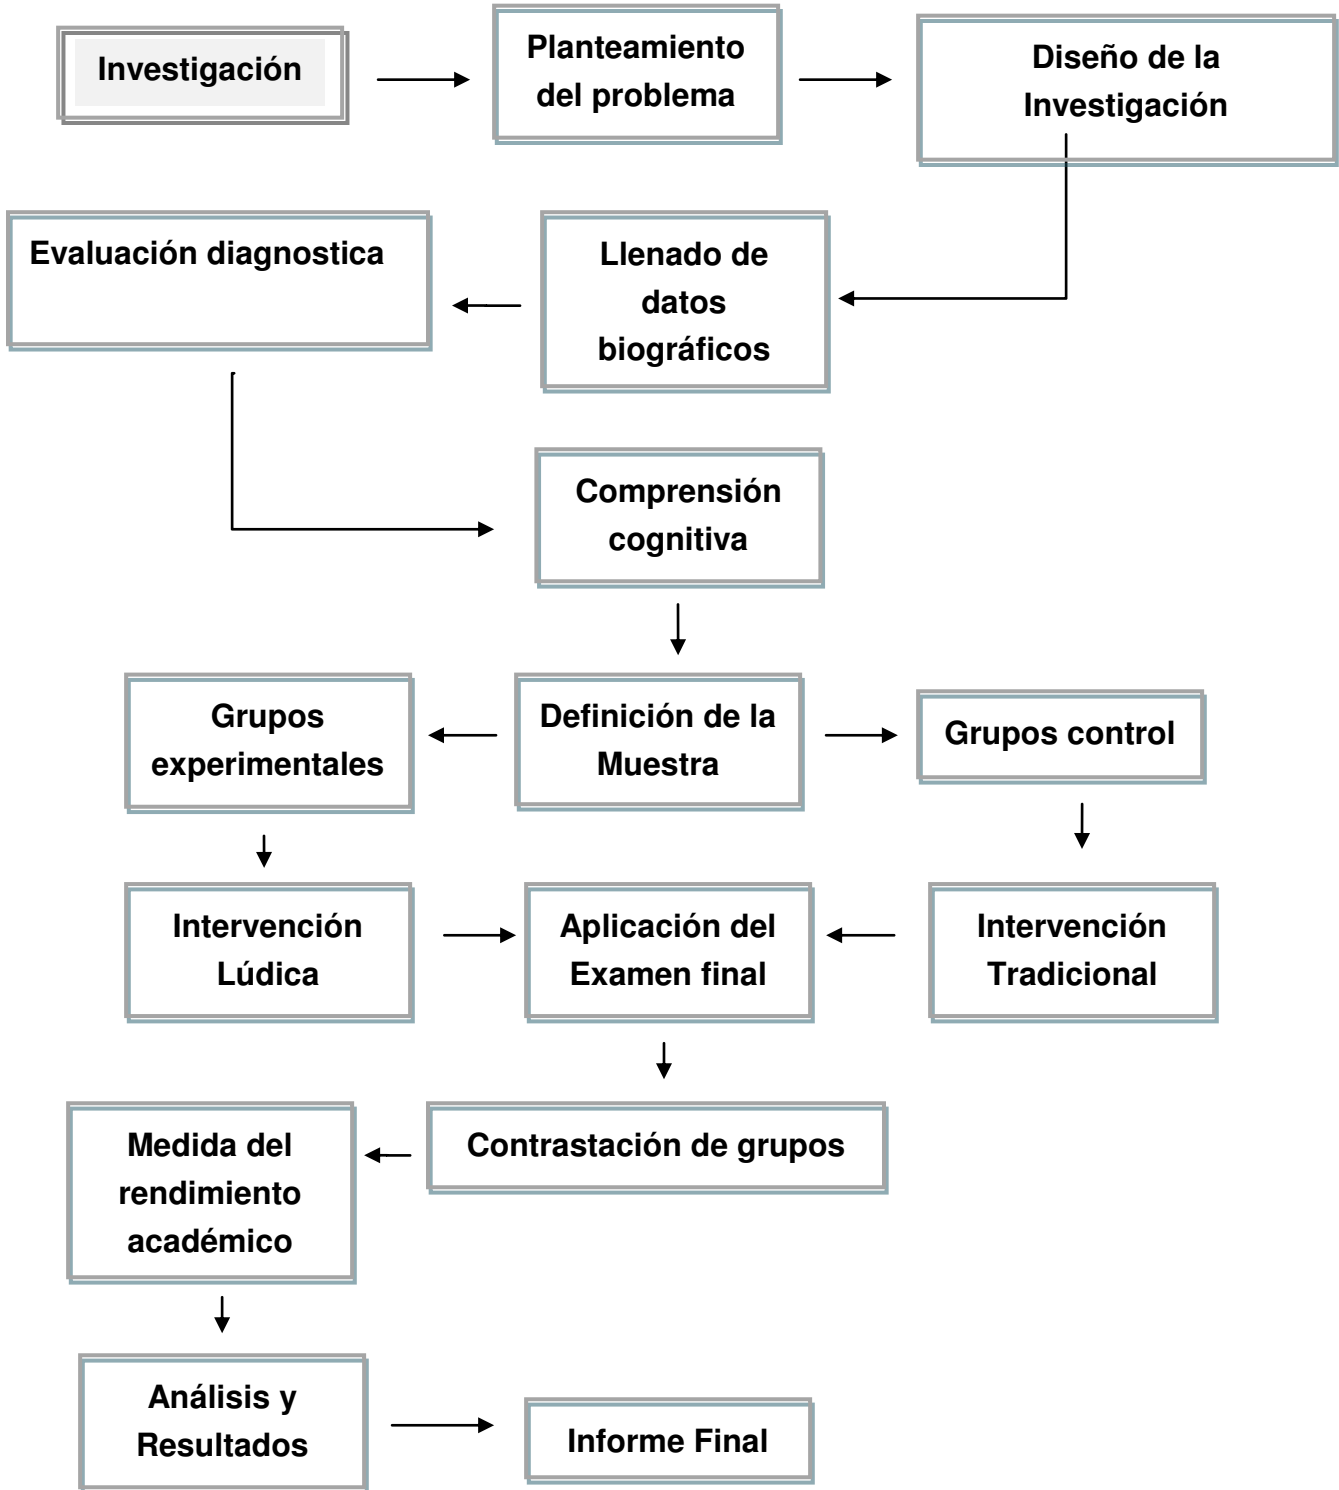 Investigación
Planteamiento
del problema
Diseño de la
Investigación
Evaluación diagnostica
Llenado de
datos
biográficos
Comprensión
cognitiva
Grupos
experimentales
Definición de la
Muestra
Grupos control
Intervención
Lúdica
Aplicación del
Examen final
Intervención
Tradicional
Medida del
rendimiento
académico
Contrastación de grupos
Análisis y
Resultados
Informe Final